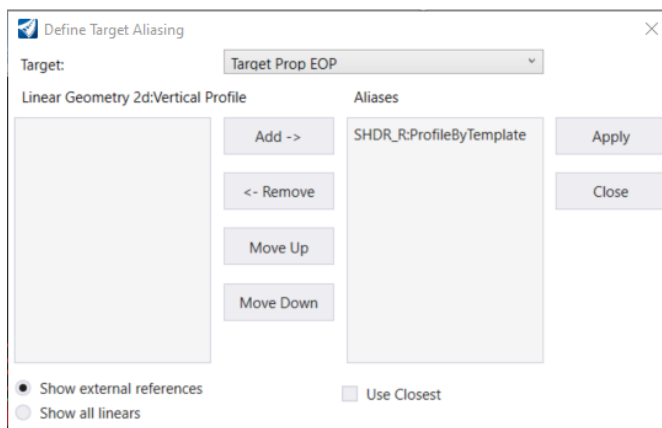 Define Target Aliasing
Target:
Target Prop EOP
Linear Geometry 2d:Vertical Profile
Aliases
Add ->
<- Remove
Move Up
Move Down
SHDR_R:ProfileByTemplate
Apply
Close
Show external references
Show all linears
Use Closest